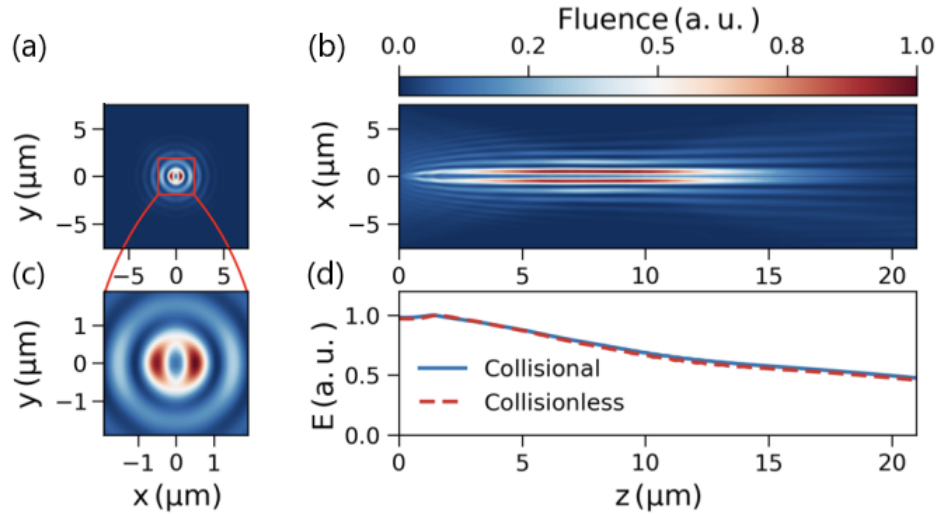 Fluence (a. u.)
(a)
(b)
0.0 0.2 0.5 0.8 1.0
5
0
−5
y (μm)
−5 0 5
5
0
−5
x (μm)
0 5 10 15 20
(c)
(d)
1
0
−1
y (μm)
−1 0 1
x (μm)
1.0
0.5
0.0
E (a. u.)
Collisional
Collisionless
0 5 10 15 20
z (μm)